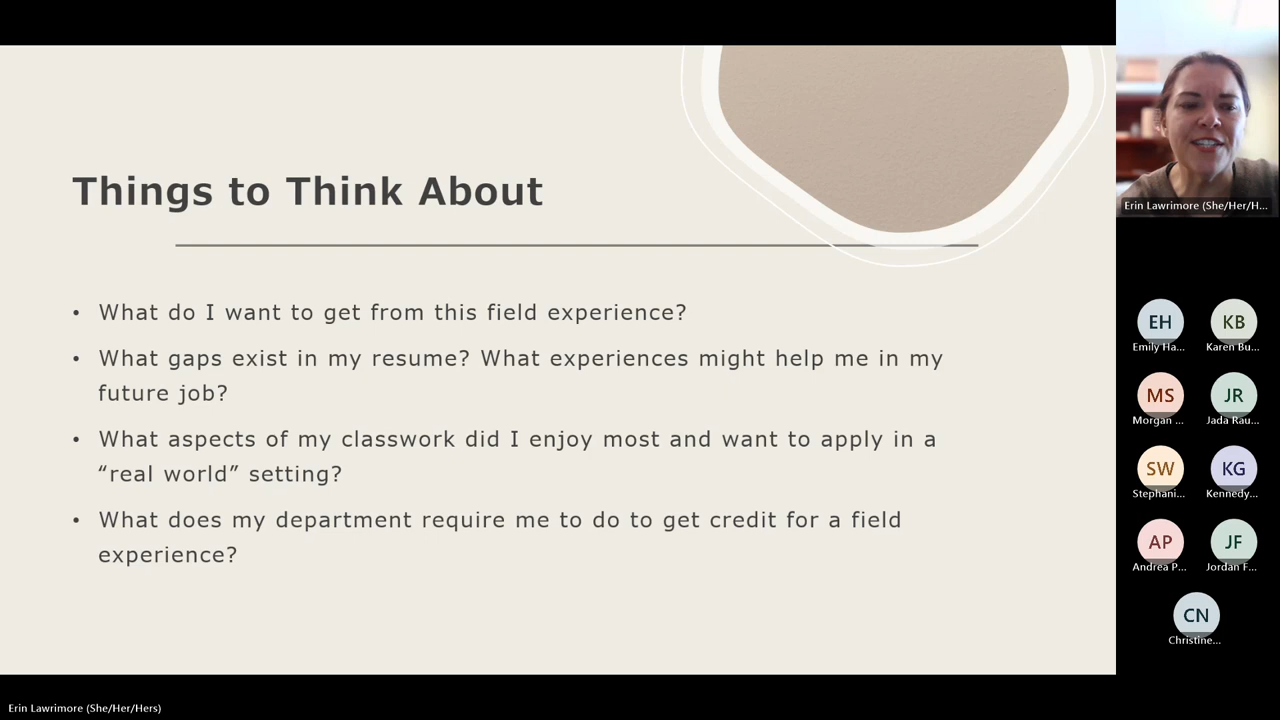 Things to Think About
• What do I want to get from this field experience?
• What gaps exist in my resume? What experiences might help me in my
future job?
• What aspects of my classwork did I enjoy most and want to apply in a
“real world” setting?
• What does my department require me to do to get credit for a field
experience?
Erin Lawrimore (She/Her/H...
EH
KB
Emily Ha...
Karen Bu...
MS
JR
Morgan ...
Jada Rau...
SW
KG
Stephani...
Kennedy...
AP
JF
Andrea P...
Jordan F...
CN
Christine...
Erin Lawrimore (She/Her/Hers)